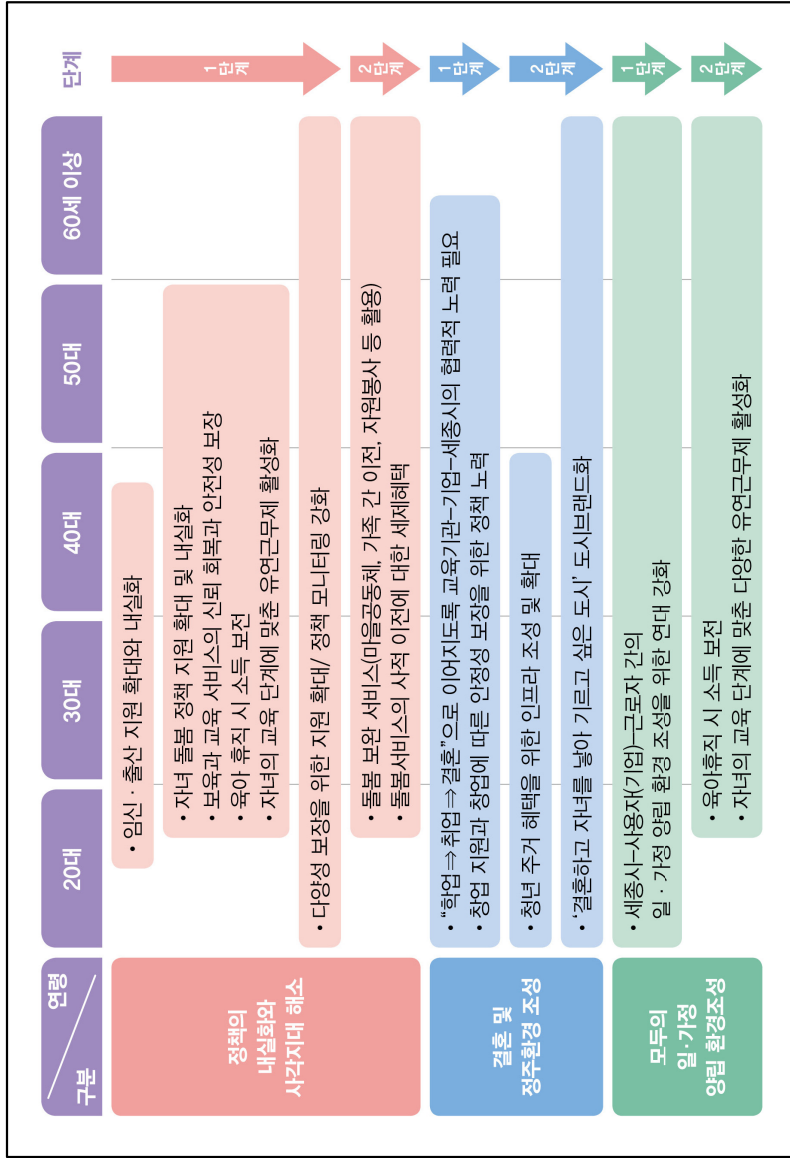 연령
구분
20대
30대
40대
50대
60세 이상
단계
정책의
내실화와
사각지대 해소
• 임신 · 출산 지원 확대와 내실화
• 자녀 돌봄 정책 지원 확대 및 내실화
• 보육과 교육 서비스의 신뢰 회복과 안전성 보장
• 육아 휴직 시 소득 보전
• 자녀의 교육 단계에 맞춘 유연근무제 활성화
• 다양성 보장을 위한 지원 확대/ 정책 모니터링 강화
1
단계
• 돌봄 보완 서비스(마을공동체, 가족 간 이전, 자원봉사 등 활용)
• 돌봄서비스의 사적 이전에 대한 세제혜택
2
단계
결혼 및
정주환경 조성
• “학업⇒취업⇒결혼”으로 이어지도록 교육기관–기업–세종시의 협력적 노력 필요
• 창업 지원과 창업에 따른 안정성 보장을 위한 정책 노력
1
단계
• 청년 주거 혜택을 위한 인프라 조성 및 확대
• ‘결혼하고 자녀를 낳아 기르고 싶은 도시’ 도시브랜드화
2
단계
모두의
일·가정
양립 환경조성
• 세종시–사용자(기업)–근로자 간의
일 · 가정 양립 환경 조성을 위한 연대 강화
1
단계
• 육아휴직 시 소득 보전
• 자녀의 교육 단계에 맞춘 다양한 유연근무제 활성화
2
단계